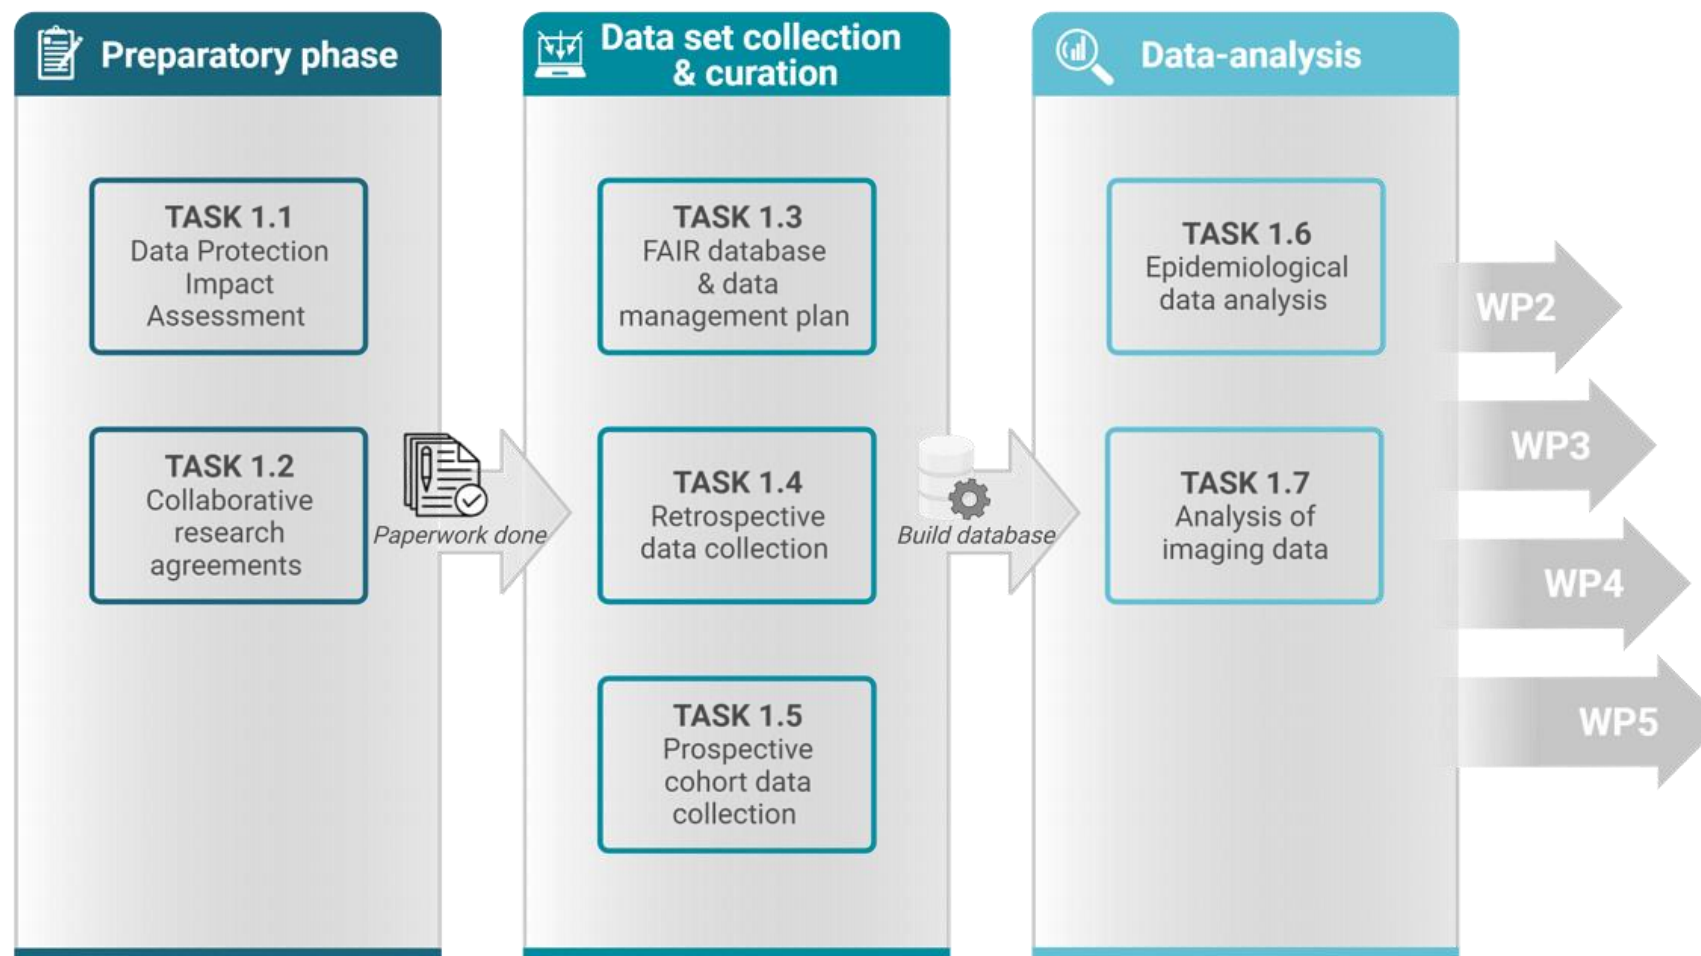 Preparatory phase
TASK 1.1
Data Protection
Impact
Assessment
TASK 1.2
Collaborative
research
agreements
Paperwork done
Data set collection
& curation
TASK 1.3
FAIR database
& data
management plan
TASK 1.4
Retrospective
data collection
TASK 1.5
Prospective
cohort data
collection
Build database
Data-analysis
TASK 1.6
Epidemiological
data analysis
TASK 1.7
Analysis of
imaging data
WP2
WP3
WP4
WP5